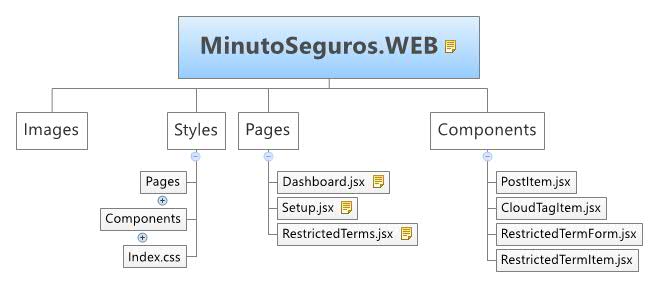 MinutoSeguros.WEB
Images
Styles
Pages
Components
Pages
Components
Index.css
Dashboard.jsx
Setup.jsx
RestrictedTerms.jsx
PostItem.jsx
CloudTagItem.jsx
RestrictedTermForm.jsx
RestrictedTermItem.jsx